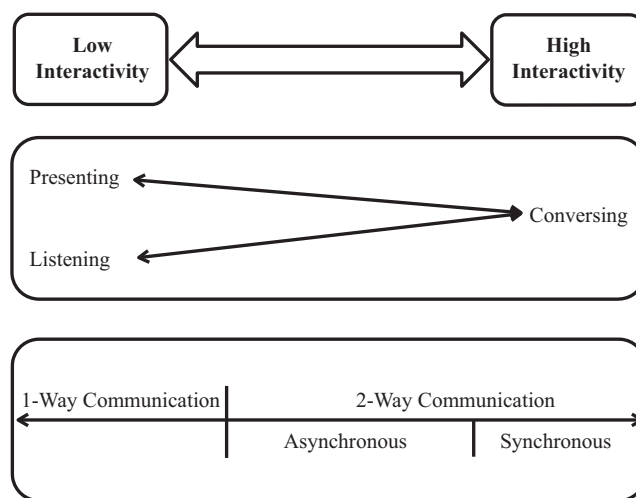 Low
Interactivity
High
Interactivity
Presenting
Conversing
Listening
1-Way Communication
2-Way Communication
Asynchronous
Synchronous